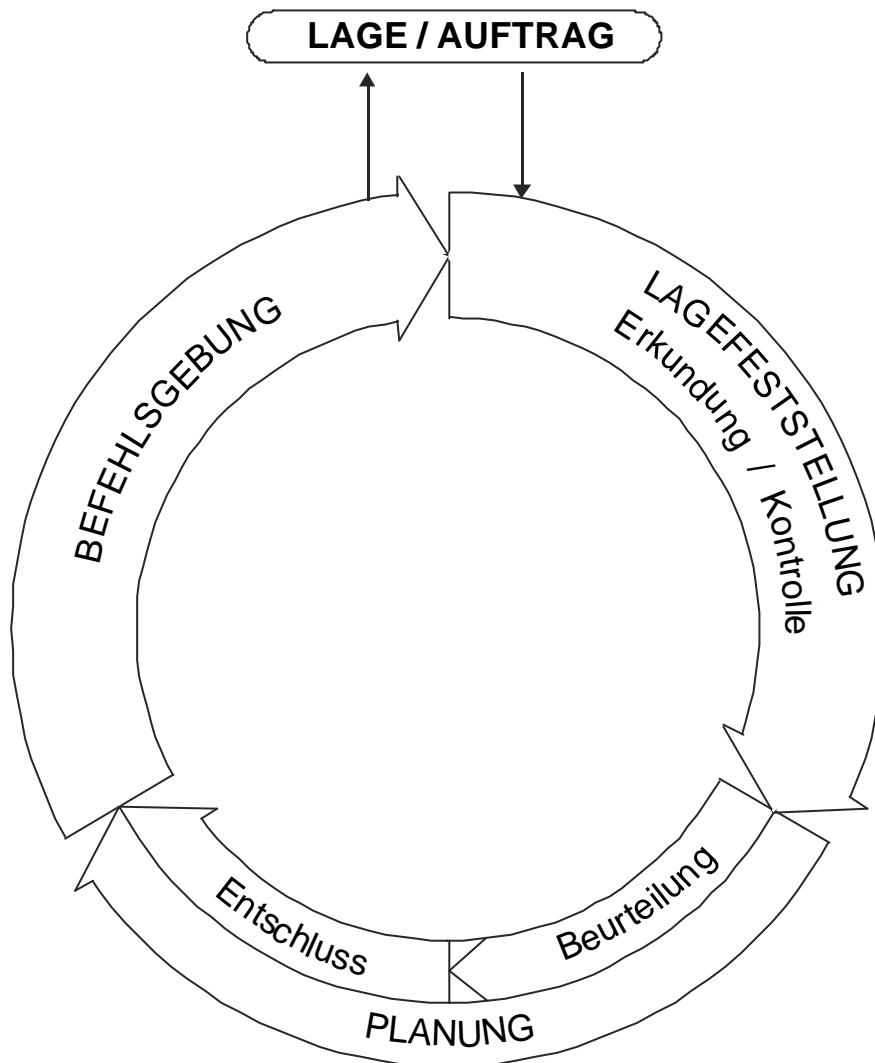 LAGE / AUFTRAG
LAGEFESTSTELLUNG
Erkundung / Kontrolle
Beurteilung
Entschluss
PLANUNG
BEFEHLSGEBUNG